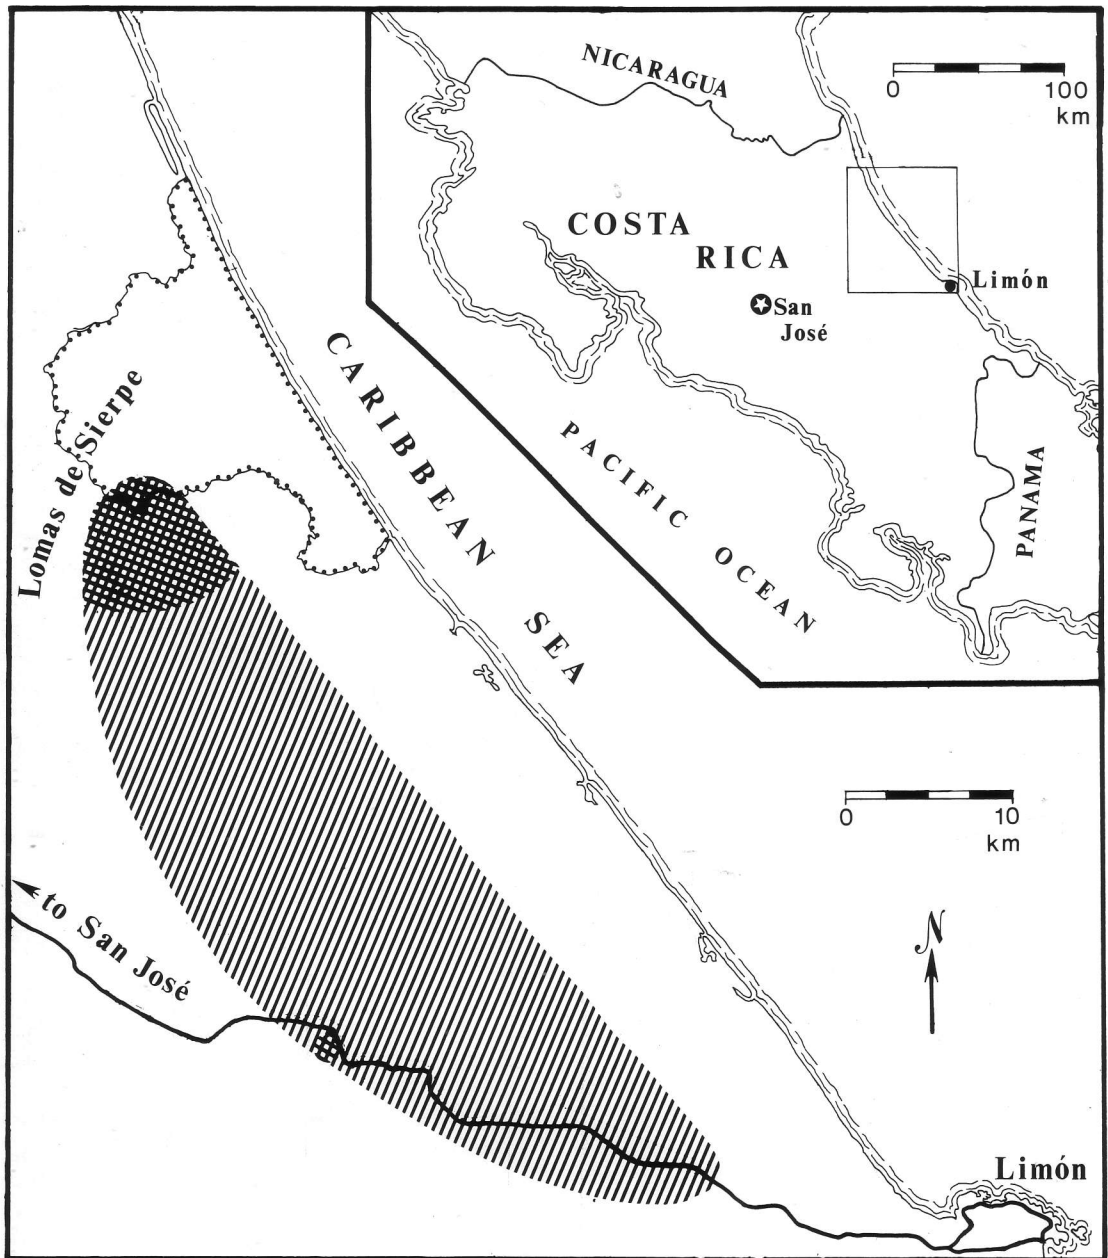 NICARAGUA
0 100
km
COSTA
RICA
Limón
San
José
PACIFIC OCEAN
PANAMA
CARIBBEAN
SEA
Lomas de Sierpe
0 10
km
N
to San José
Limón